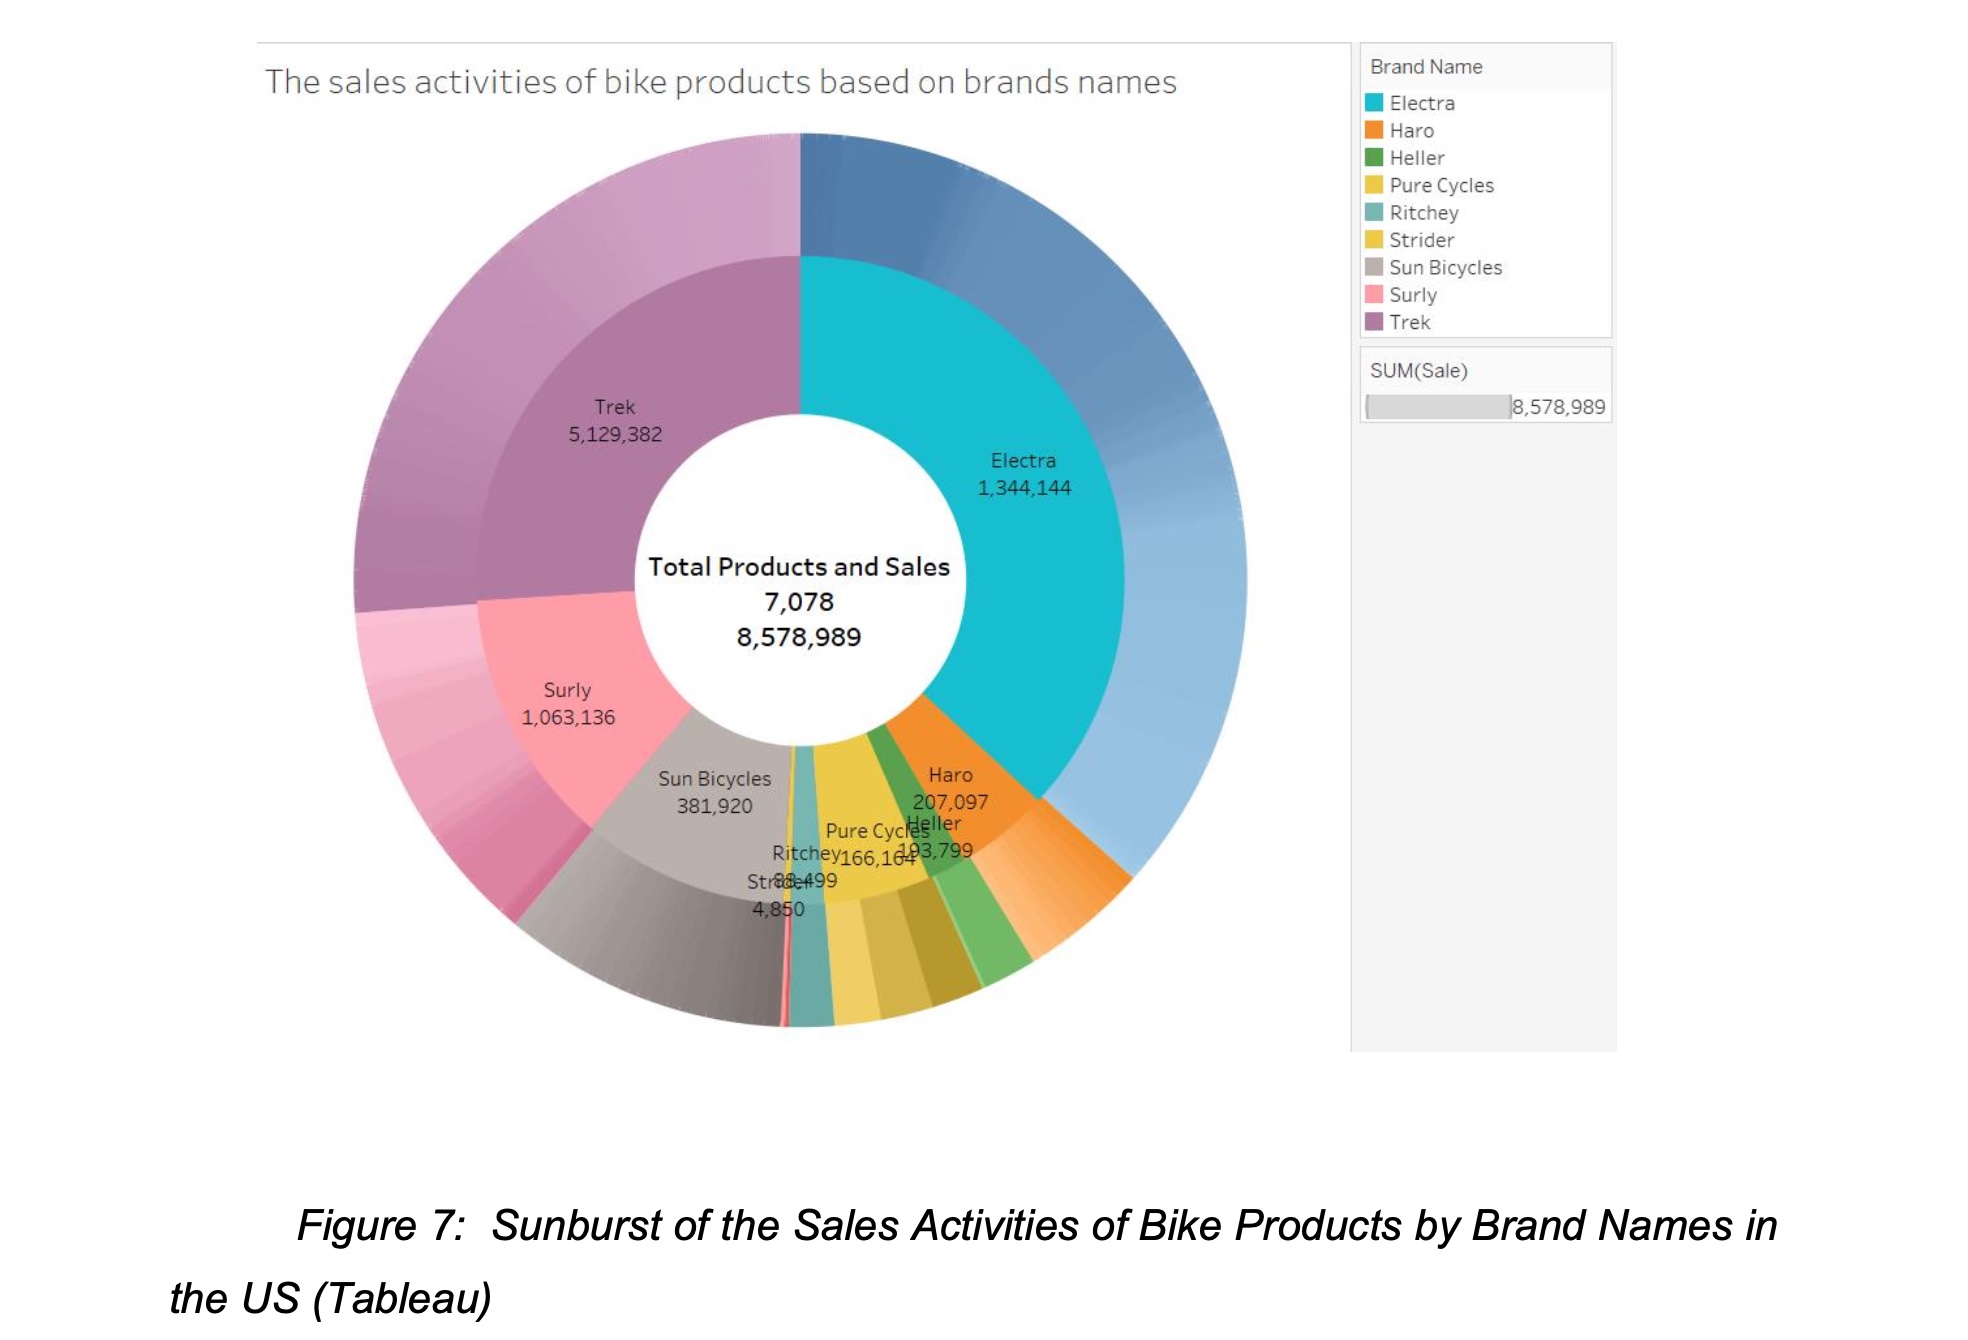 The sales activities of bike products based on brands names
Brand Name
Electra
Haro
Heller
Pure Cycles
Ritchey
Strider
Sun Bicycles
Surly
Trek
SUM(Sale)
8,578,989
Trek
5,129,382
Electra
1,344,144
Total Products and Sales
7,078
8,578,989
Surly
1,063,136
Sun Bicycles
381,920
Haro
207,097
Heller
193,799
Pure Cycles
166,164
Ritchey
88,499
Strider
4,850
Figure 7: Sunburst of the Sales Activities of Bike Products by Brand Names in
the US (Tableau)